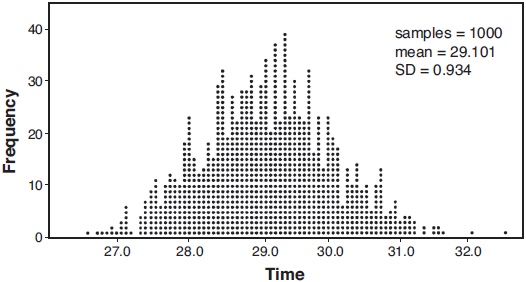 samples = 1000
mean = 29.101
SD = 0.934
Frequency
40
30
20
10
0
27.0 28.0 29.0 30.0 31.0 32.0
Time